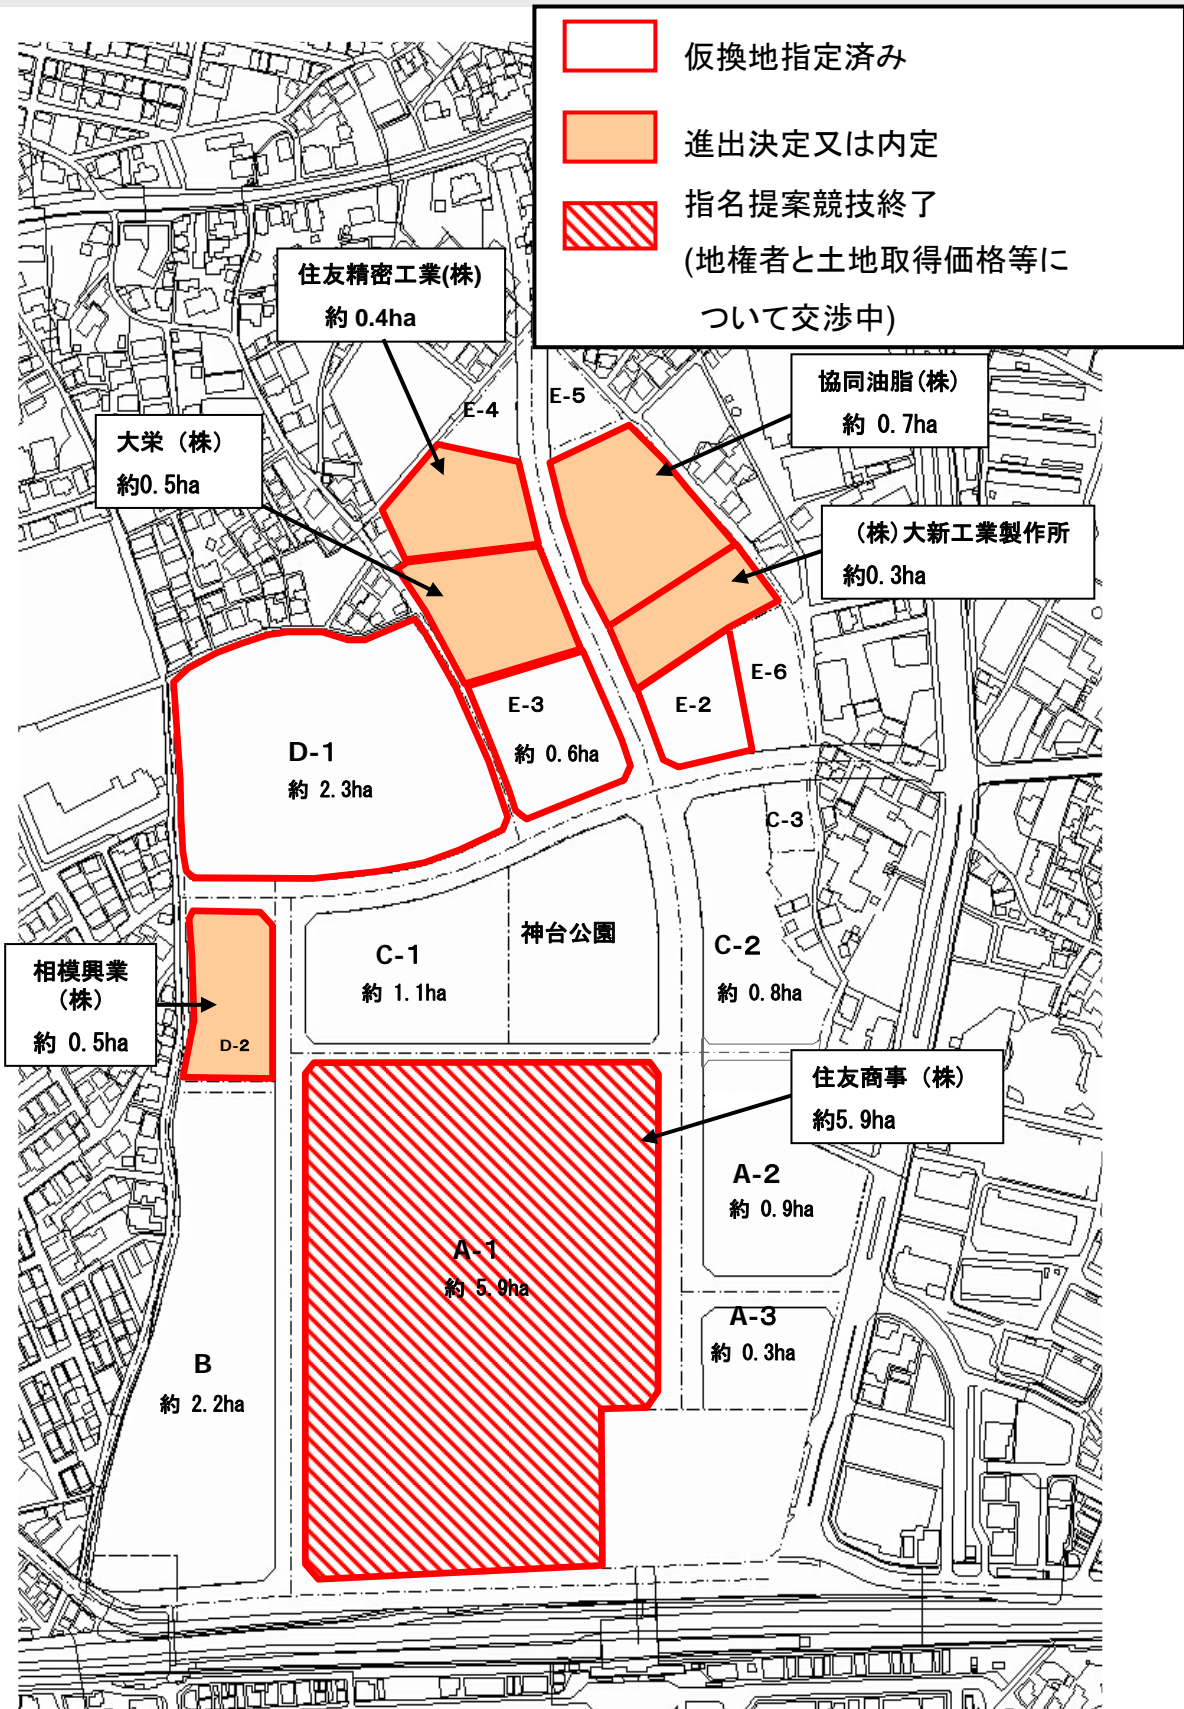 仮換地指定済み
進出決定又は内定
指名提案競技終了
(地権者と土地取得価格等に
ついて交渉中)
住友精密工業(株)
約 0.4ha
協同油脂(株)
約 0.7ha
E-4
E-5
大栄 (株)
約0.5ha
(株)大新工業製作所
約0.3ha
E-6
E-3
約 0.6ha
E-2
D-1
約 2.3ha
C-3
神台公園
C-1
約 1.1ha
C-2
約 0.8ha
相模興業
(株)
約 0.5ha
D-2
住友商事 (株)
約5.9ha
A-2
約 0.9ha
A-1
約 5.9ha
A-3
約 0.3ha
B
約 2.2ha